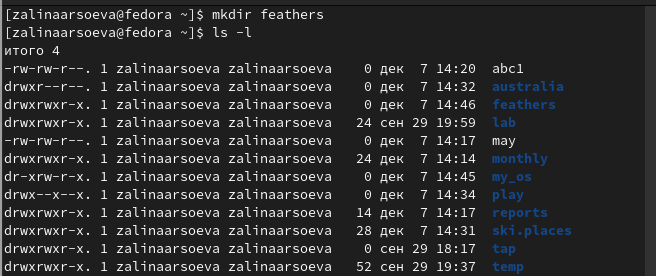 [zalinaarsoeva@fedora ~]$ mkdir feathers
[zalinaarsoeva@fedora ~]$ ls -l
итого 4
-rw-rw-r--. 1 zalinaarsoeva zalinaarsoeva    0 дек  7 14:20  abc1
drwxr--r--. 1 zalinaarsoeva zalinaarsoeva    0 дек  7 14:32  australia
drwxrwxr-x. 1 zalinaarsoeva zalinaarsoeva    0 дек  7 14:46  feathers
drwxrwxr-x. 1 zalinaarsoeva zalinaarsoeva   24 сен 29 19:59  lab
-rw-rw-r--. 1 zalinaarsoeva zalinaarsoeva    0 дек  7 14:17  may
drwxrwxr-x. 1 zalinaarsoeva zalinaarsoeva   24 дек  7 14:14  monthly
dr-xrw-r-x. 1 zalinaarsoeva zalinaarsoeva    0 дек  7 14:45  my_os
drwx--x--x. 1 zalinaarsoeva zalinaarsoeva    0 дек  7 14:34  play
drwxrwxr-x. 1 zalinaarsoeva zalinaarsoeva   14 дек  7 14:17  reports
drwxrwxr-x. 1 zalinaarsoeva zalinaarsoeva   28 дек  7 14:31  ski.places
drwxrwxr-x. 1 zalinaarsoeva zalinaarsoeva    0 сен 29 18:17  tap
drwxrwxr-x. 1 zalinaarsoeva zalinaarsoeva   52 сен 29 19:37  temp